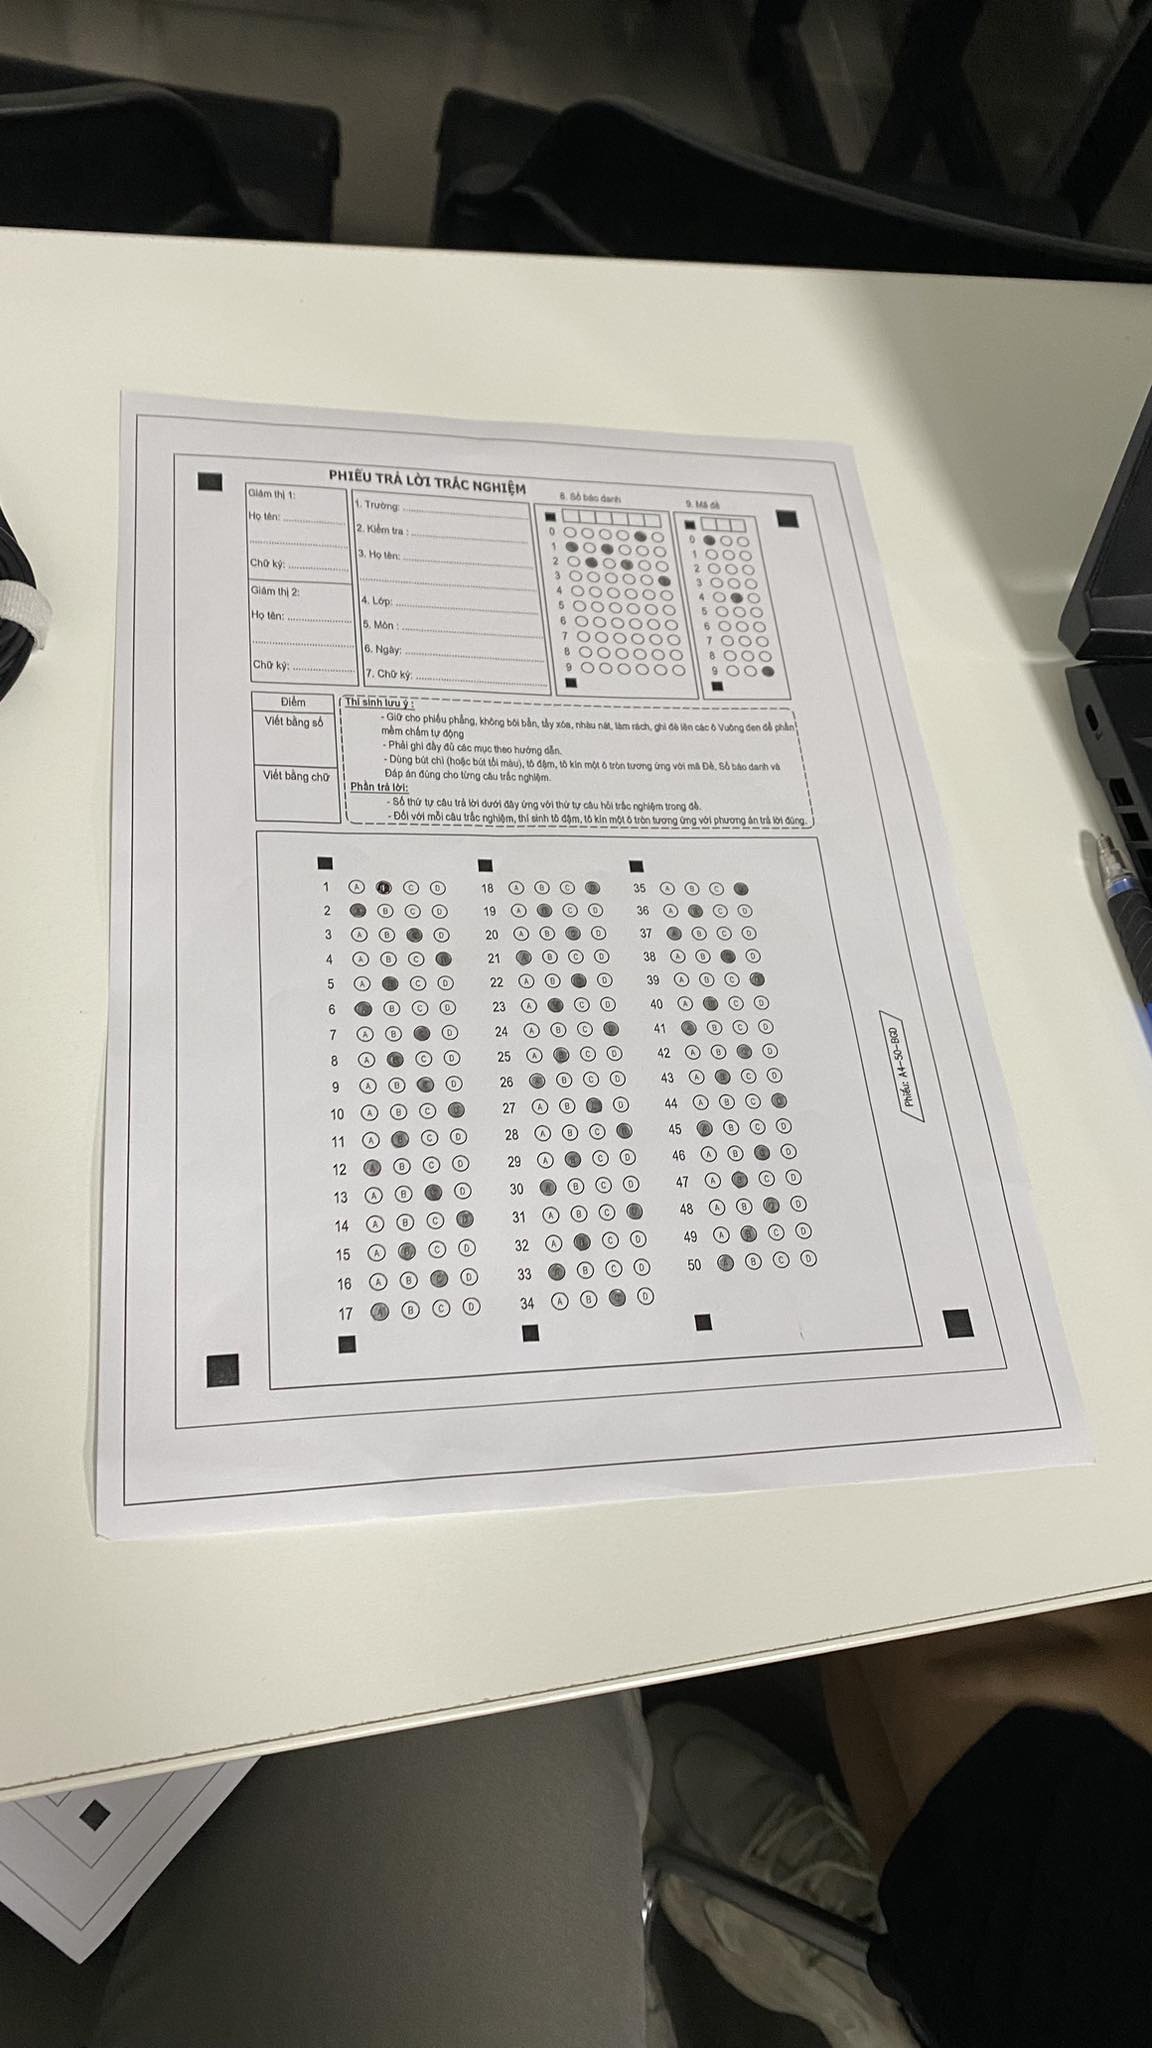 PHIẾU TRẢ LỜI TRẮC NGHIỆM
Giám thị 1:
Họ tên:
Chữ ký:
Giám thị 2:
Họ tên:
Chữ ký:
1. Trường:
2. Kiểm tra :
3. Họ tên:
4. Lớp:
5. Môn :
6. Ngày:
7. Chữ ký:
8. Số báo danh
0
1
2
3
4
5
6
7
8
9
9. Mã đề
0
1
2
3
4
5
6
7
8
9
Điểm
Viết bằng số
Viết bằng chữ
Thí sinh lưu ý :
- Giữ cho phiếu phẳng, không bôi bẩn, tẩy xóa, nhàu nát, làm rách, ghi đè lên các ô Vuông đen để phần
mềm chấm tự động
- Phải ghi đầy đủ các mục theo hướng dẫn.
- Dùng bút chì (hoặc bút tối màu), tô đậm, tô kín một ô tròn tương ứng với mã Đề, Số báo danh và
Đáp án đúng cho từng câu trắc nghiệm.
Phần trả lời:
- Số thứ tự câu trả lời dưới đây ứng với thứ tự câu hỏi trắc nghiệm trong đề.
- Đối với mỗi câu trắc nghiệm, thí sinh tô đậm, tô kín một ô tròn tương ứng với phương án trả lời đúng.
1 A C D
2 B C D
3 A B D
4 A B C
5 A C D
6 B C D
7 A B D
8 A C D
9 A B D
10 A B C
11 A C D
12 B C D
13 A B D
14 A B C
15 A C D
16 A B D
17 B C D
18 A B C
19 A C D
20 A B D
21 B C D
22 A B D
23 A C D
24 A B C
25 A C D
26 B C D
27 A B D
28 A B C
29 A C D
30 B C D
31 A B C
32 A C D
33 B C D
34 A B D
35 A B C
36 A C D
37 B C D
38 A B D
39 A B C
40 A C D
41 B C D
42 A B D
43 A C D
44 A B C
45 B C D
46 A B D
47 A C D
48 A B D
49 A C D
50 B C D
Phiếu: A4-50-BGD